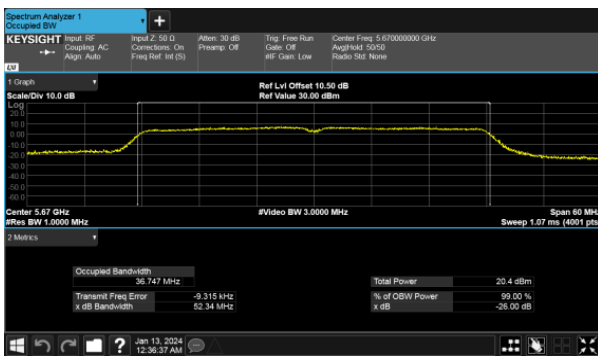 Spectrum Analyzer 1
Occupied BW
KEYSIGHT Input: RF Input Z: 50 Ω Atten: 30 dB Trig: Free Run Center Freq: 5.670000000 GHz
Coupling: AC Corrections: On Preamp: Off Gate: Off Avg|Hold: 50/50
Align: Auto Freq Ref: Int (S) #IF Gain: Low Radio Std: None
LXI
1 Graph
Ref Lvl Offset 10.50 dB
Scale/Div 10.0 dB Ref Value 30.00 dBm
Log
20.0
10.0
0.00
-10.0
-20.0
-30.0
-40.0
-50.0
-60.0
Center 5.67 GHz #Video BW 3.0000 MHz Span 60 MHz
#Res BW 1.0000 MHz Sweep 1.07 ms (4001 pts
2 Metrics
Occupied Bandwidth
36.747 MHz Total Power 20.4 dBm
Transmit Freq Error -9.315 kHz % of OBW Power 99.00 %
x dB Bandwidth 52.34 MHz x dB -26.00 dB
Jan 13, 2024
12:36:37 AM